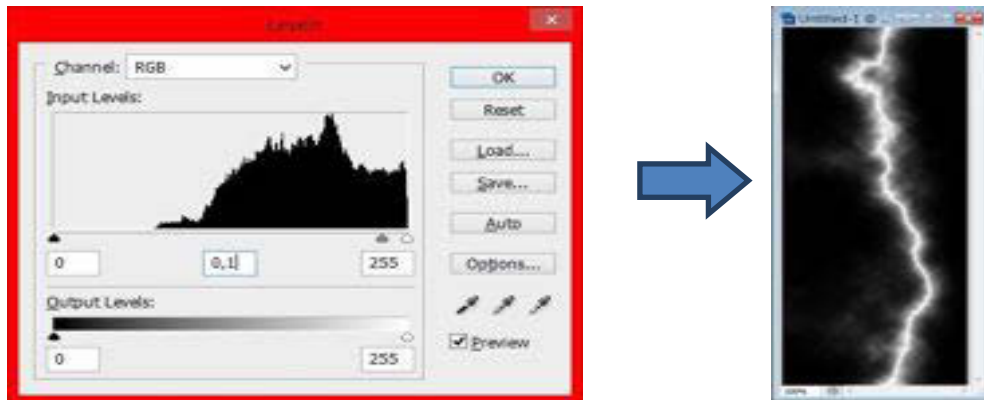 Levels
Channel: RGB
Input Levels:
0 0,1 255
Output Levels:
0 255
OK
Reset
Load...
Save...
Auto
Options...
Preview
Untitled-1 @
100%